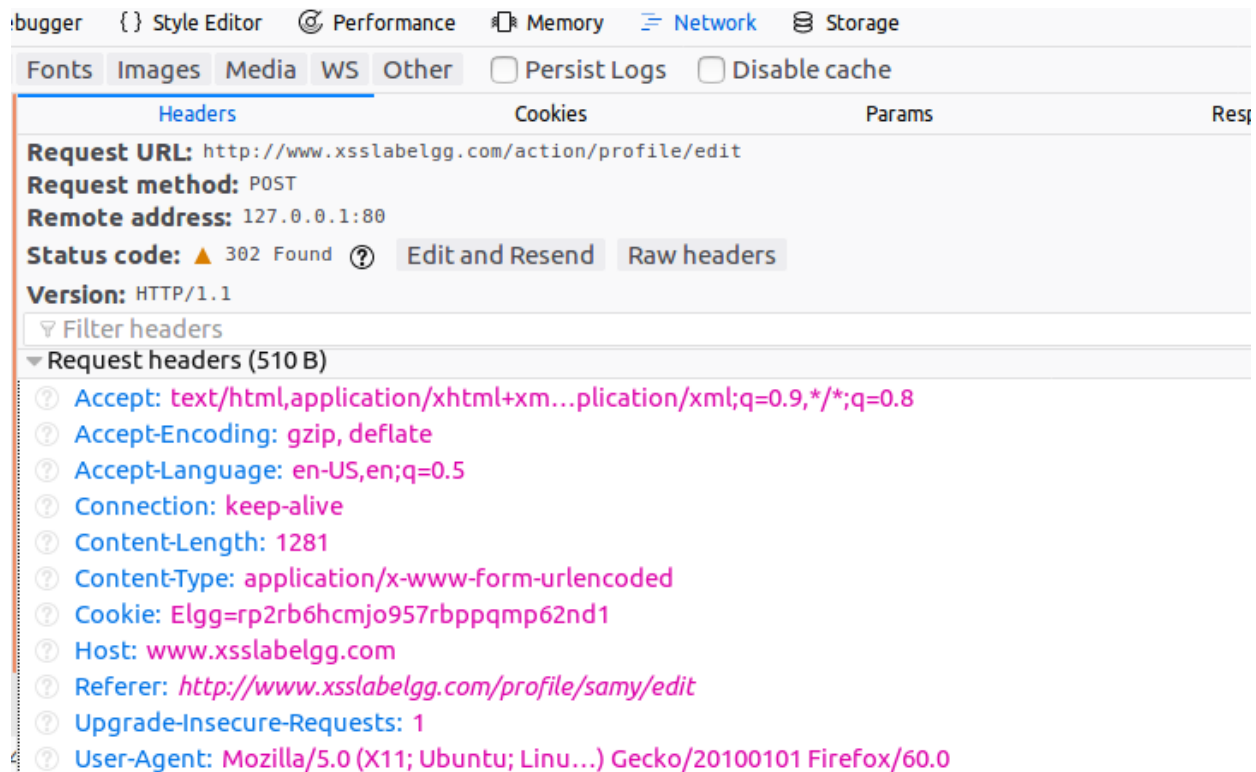 bugger {} Style Editor Performance Memory Network Storage
Fonts Images Media WS Other Persist Logs Disable cache
Headers Cookies Params Resp
Request URL: http://www.xsslabelgg.com/action/profile/edit
Request method: POST
Remote address: 127.0.0.1:80
Status code: 302 Found ? Edit and Resend Raw headers
Version: HTTP/1.1
Filter headers
Request headers (510 B)
? Accept: text/html,application/xhtml+xm…plication/xml;q=0.9,*/*;q=0.8
? Accept-Encoding: gzip, deflate
? Accept-Language: en-US,en;q=0.5
? Connection: keep-alive
? Content-Length: 1281
? Content-Type: application/x-www-form-urlencoded
? Cookie: Elgg=rp2rb6hcmjo957rbppqmp62nd1
? Host: www.xsslabelgg.com
? Referer: http://www.xsslabelgg.com/profile/samy/edit
? Upgrade-Insecure-Requests: 1
? User-Agent: Mozilla/5.0 (X11; Ubuntu; Linu…) Gecko/20100101 Firefox/60.0